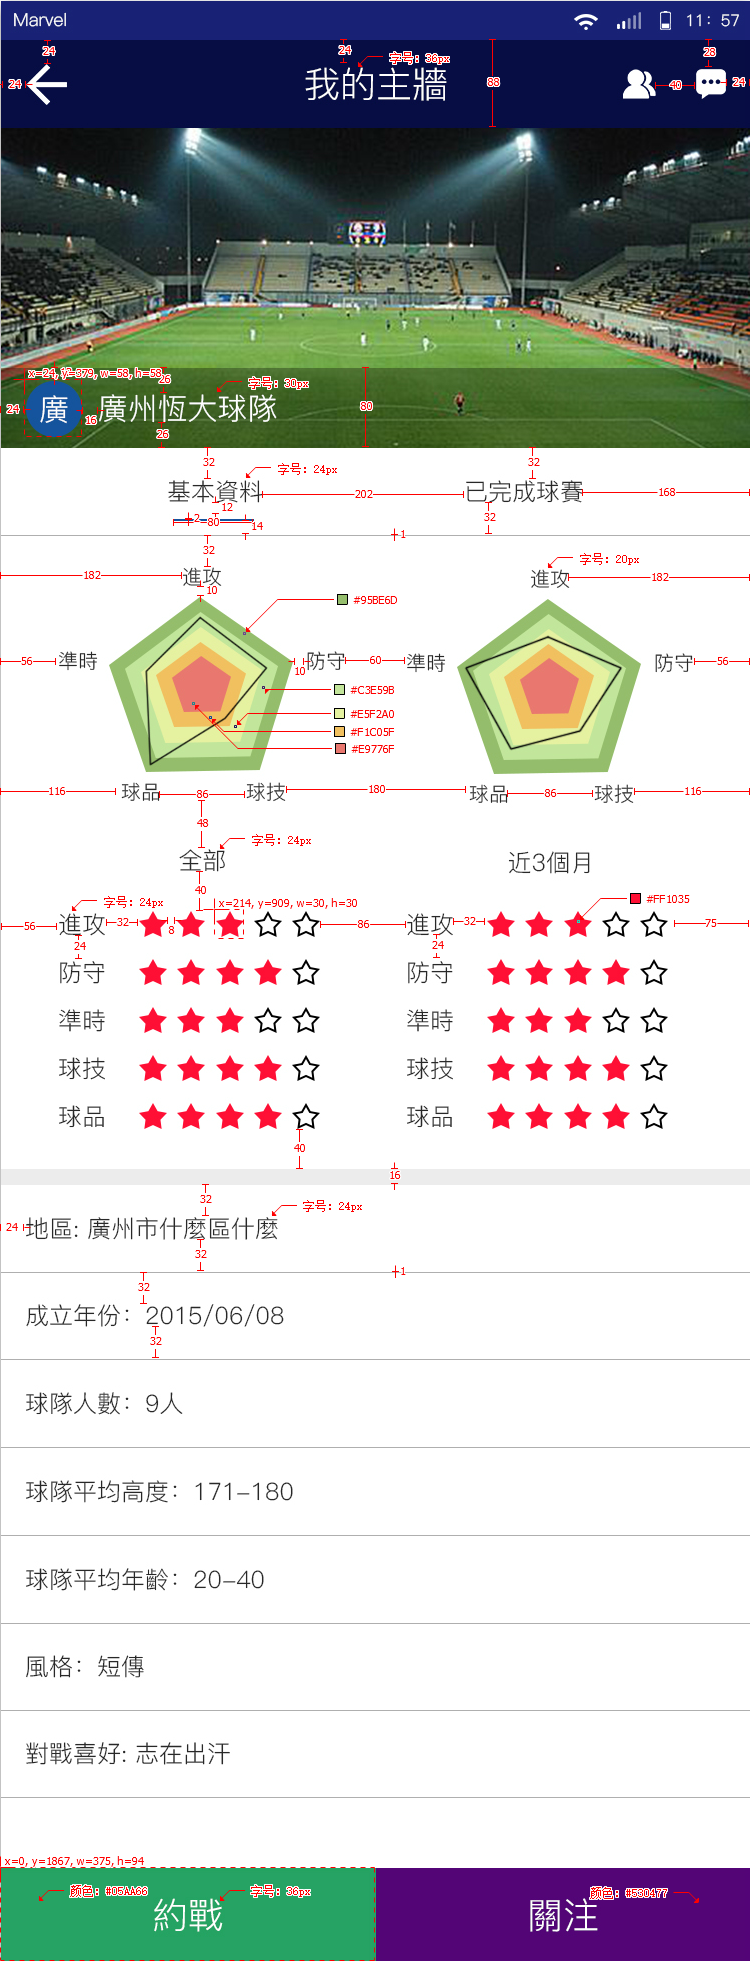 Marvel 11: 57
24 24 字号: 36px 28
24 我的主牆 88 40 24
x=24, y=379, w=58, h=58 26 字号: 30px
24 廣 16 廣州恆大球隊 80
26
32 字号: 24px 32
基本資料 202 已完成球賽 168
12 32
2 80 14
1
32 字号: 20px
182 進攻 進攻 182
10
#95BE6D
56 準時 防守 60 準時 防守 56
10
#C3E59B
#E5F2A0
#F1C05F
#E9776F
116 球品 86 球技 180 球品 86 球技 116
48 字号: 24px
全部 近3個月
40
字号: 24px x=214, y=909, w=30, h=30 #FF1035
56 進攻 32 8 86 進攻 32 75
24 24
防守 防守
準時 準時
球技 球技
球品 球品
40 16
32 字号: 24px
24 地區: 廣州市什麼區什麼
32
1
32
成立年份: 2015/06/08
32
球隊人數: 9人
球隊平均高度: 171-180
球隊平均年齡: 20-40
風格: 短傳
對戰喜好: 志在出汗
x=0, y=1867, w=375, h=94
颜色: #05AA66 字号: 36px 颜色: #530477
約戰 關注